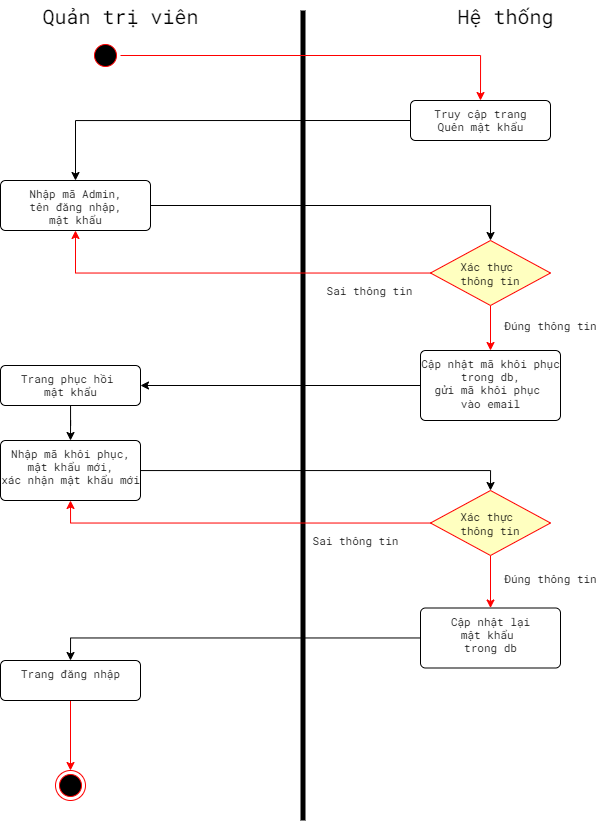 Quản trị viên
Hệ thống
Truy cập trang
Quên mật khẩu
Nhập mã Admin,
tên đăng nhập,
mật khẩu
Xác thực
thông tin
Sai thông tin
Đúng thông tin
Cập nhật mã khôi phục
trong db,
gửi mã khôi phục
vào email
Trang phục hồi
mật khẩu
Nhập mã khôi phục,
mật khẩu mới,
xác nhận mật khẩu mới
Xác thực
thông tin
Sai thông tin
Đúng thông tin
Cập nhật lại
mật khẩu
trong db
Trang đăng nhập